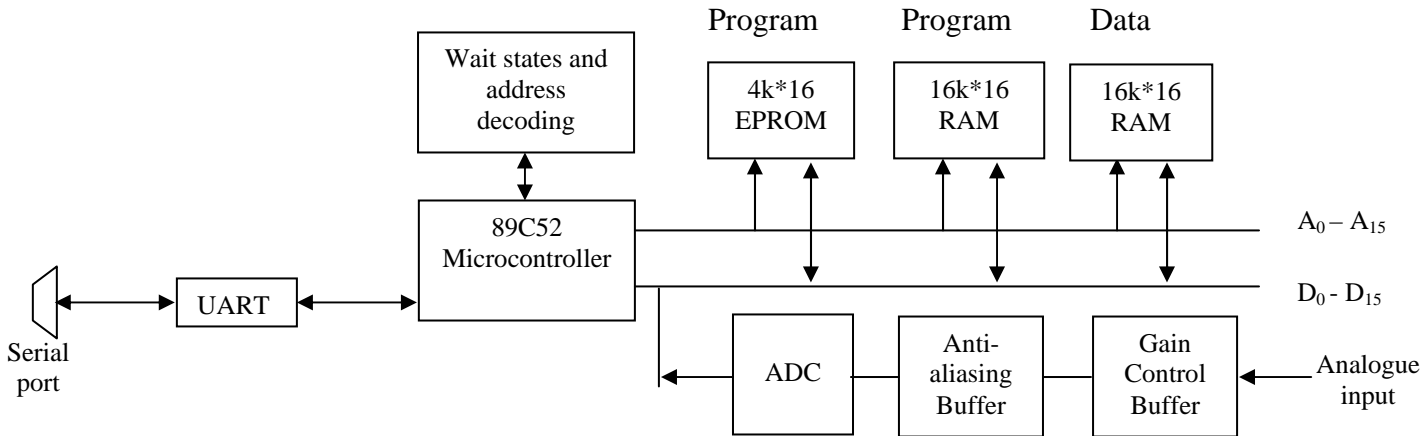 Program
Program
Data
Wait states and
address
decoding
4k*16
EPROM
16k*16
RAM
16k*16
RAM
89C52
Microcontroller
A0 – A15
UART
D0 - D15
Serial
port
ADC
Anti-
aliasing
Buffer
Gain
Control
Buffer
Analogue
input